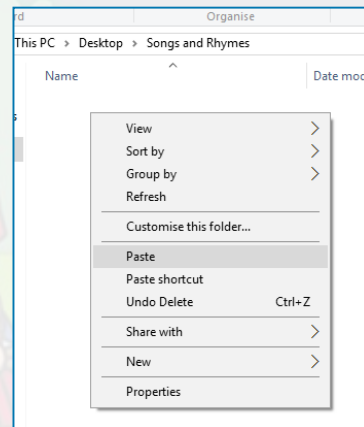 Organise
This PC > Desktop > Songs and Rhymes
Name
Date mod
View
Sort by
Group by
Refresh
Customise this folder...
Paste
Paste shortcut
Undo Delete Ctrl+Z
Share with
New
Properties